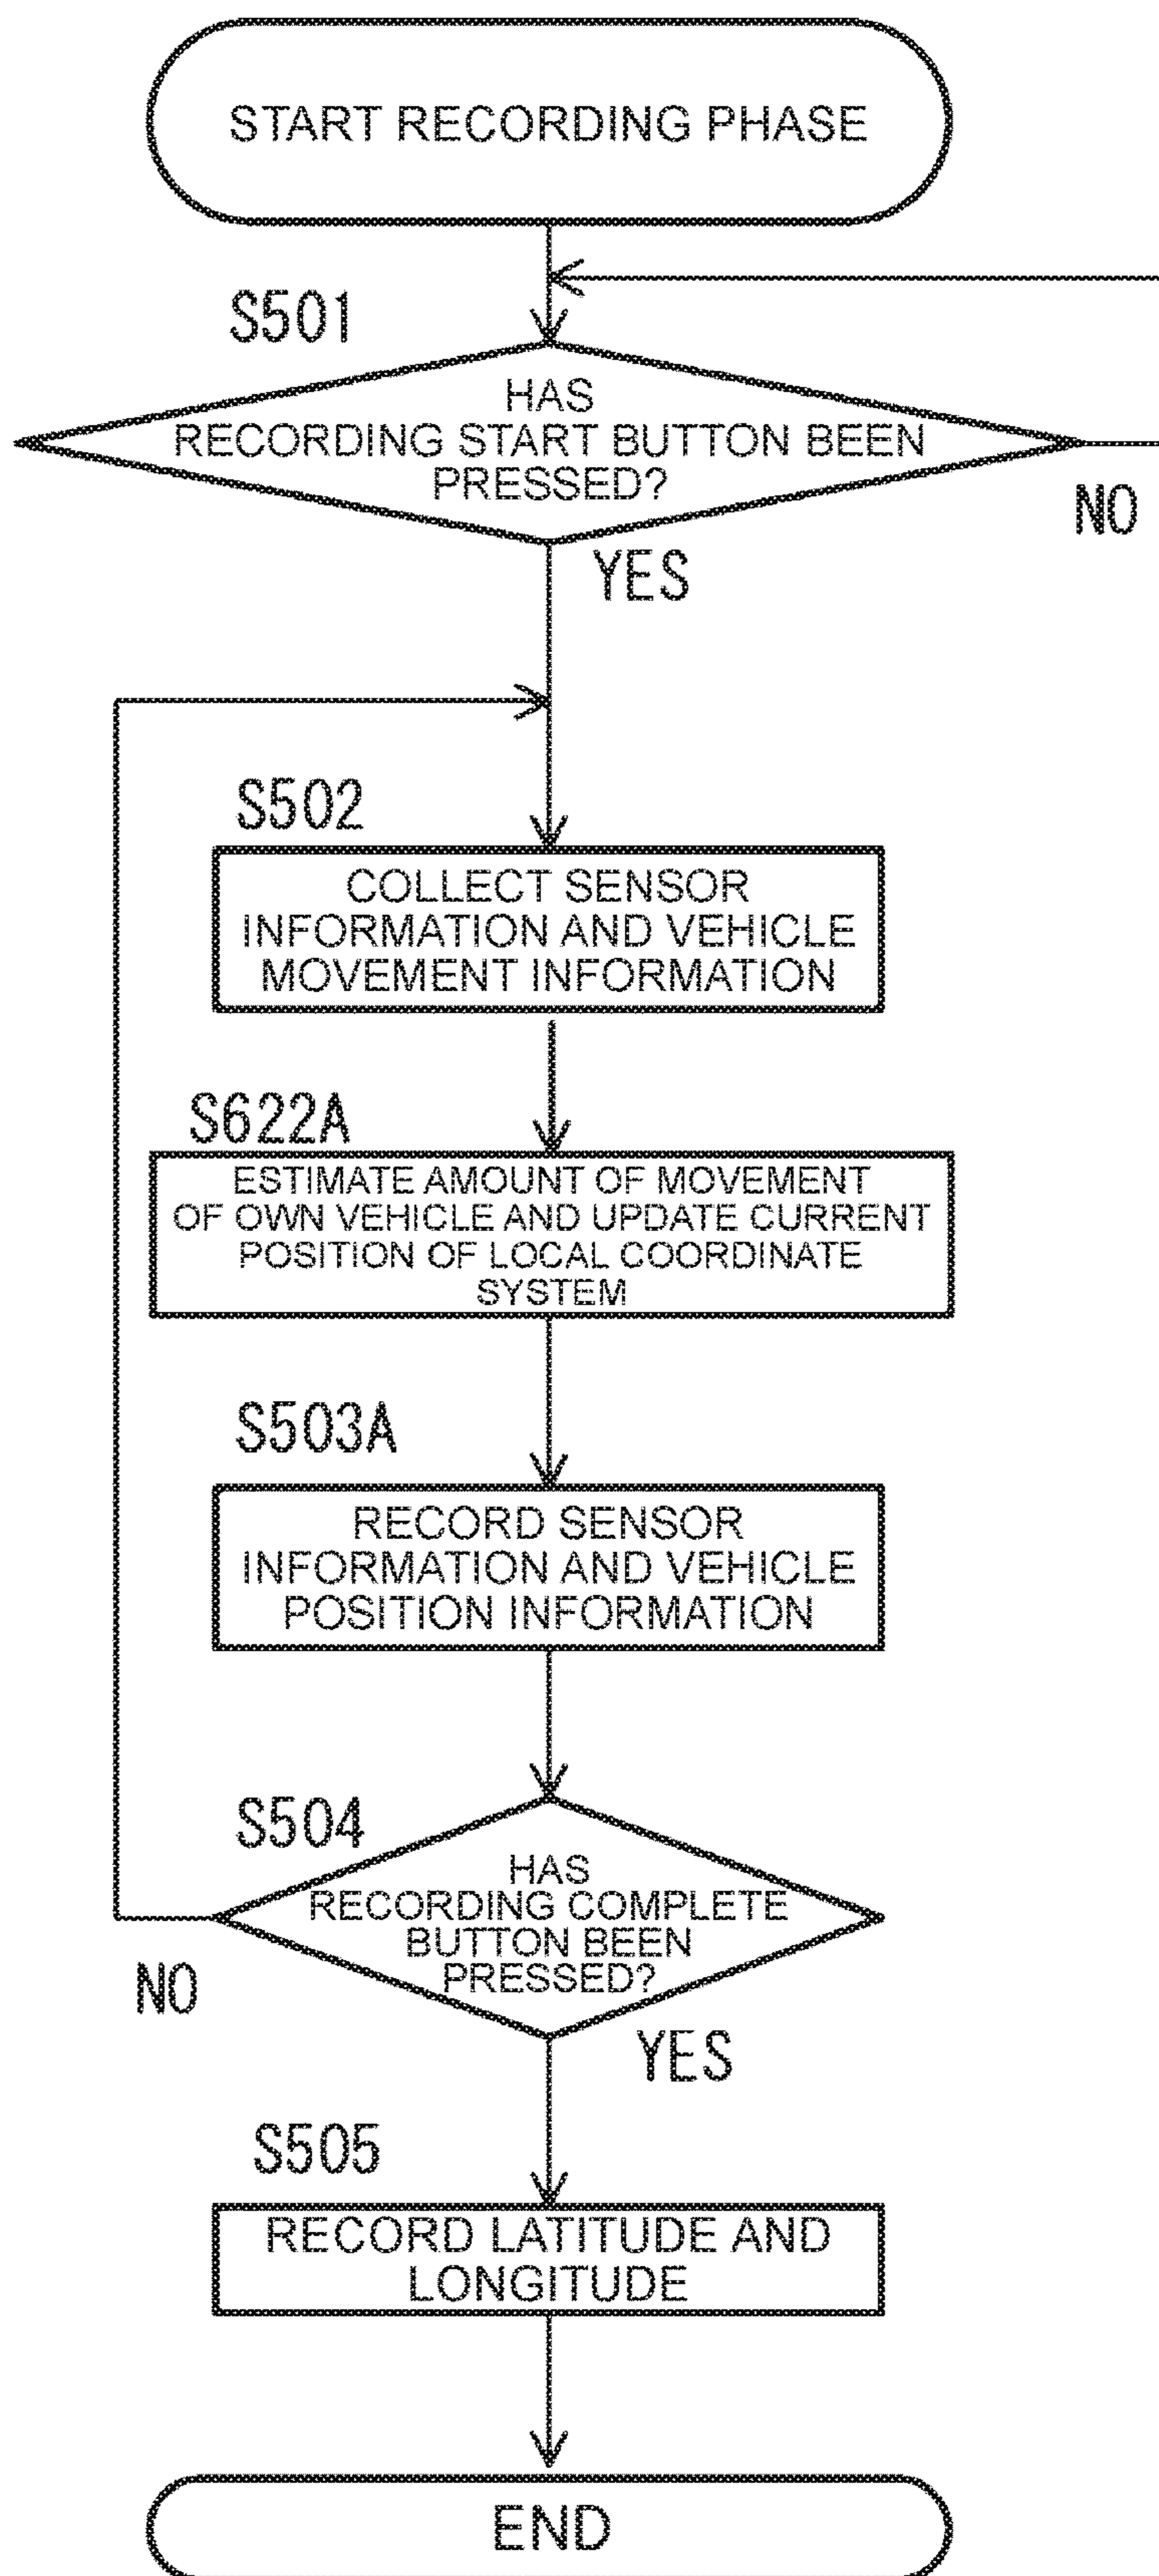 START RECORDING PHASE
S501
HAS
RECORDING START BUTTON BEEN
PRESSED?
NO
YES
S502
COLLECT SENSOR
INFORMATION AND VEHICLE
MOVEMENT INFORMATION
S622A
ESTIMATE AMOUNT OF MOVEMENT
OF OWN VEHICLE AND UPDATE CURRENT
POSITION OF LOCAL COORDINATE
SYSTEM
S503A
RECORD SENSOR
INFORMATION AND VEHICLE
POSITION INFORMATION
S504
HAS
RECORDING COMPLETE
BUTTON BEEN
PRESSED?
NO
YES
S505
RECORD LATITUDE AND
LONGITUDE
END